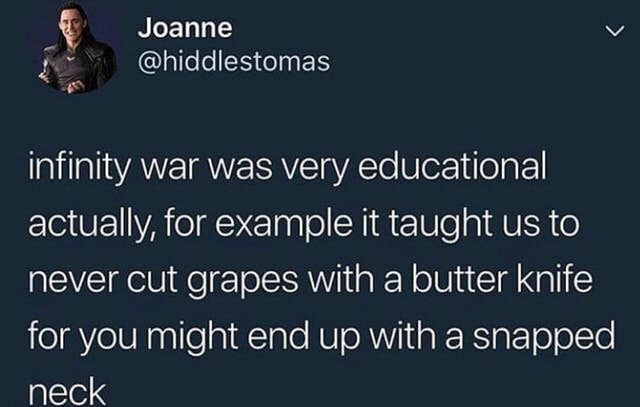 Joanne
@hiddlestomas
infinity war was very educational
actually, for example it taught us to
never cut grapes with a butter knife
for you might end up with a snapped
neck